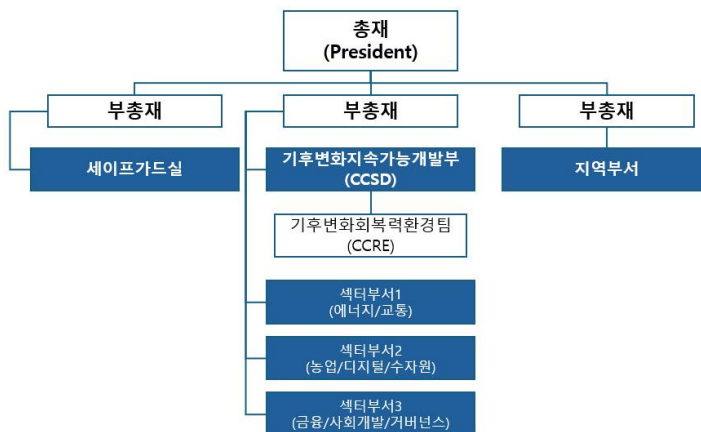 총재
(President)
부총재
부총재
부총재
세이프가드실
기후변화지속가능개발부
(CCSD)
지역부서
기후변화회복력환경팀
(CCRE)
섹터부서1
(에너지/교통)
섹터부서2
(농업/디지털/수자원)
섹터부서3
(금융/사회개발/거버넌스)